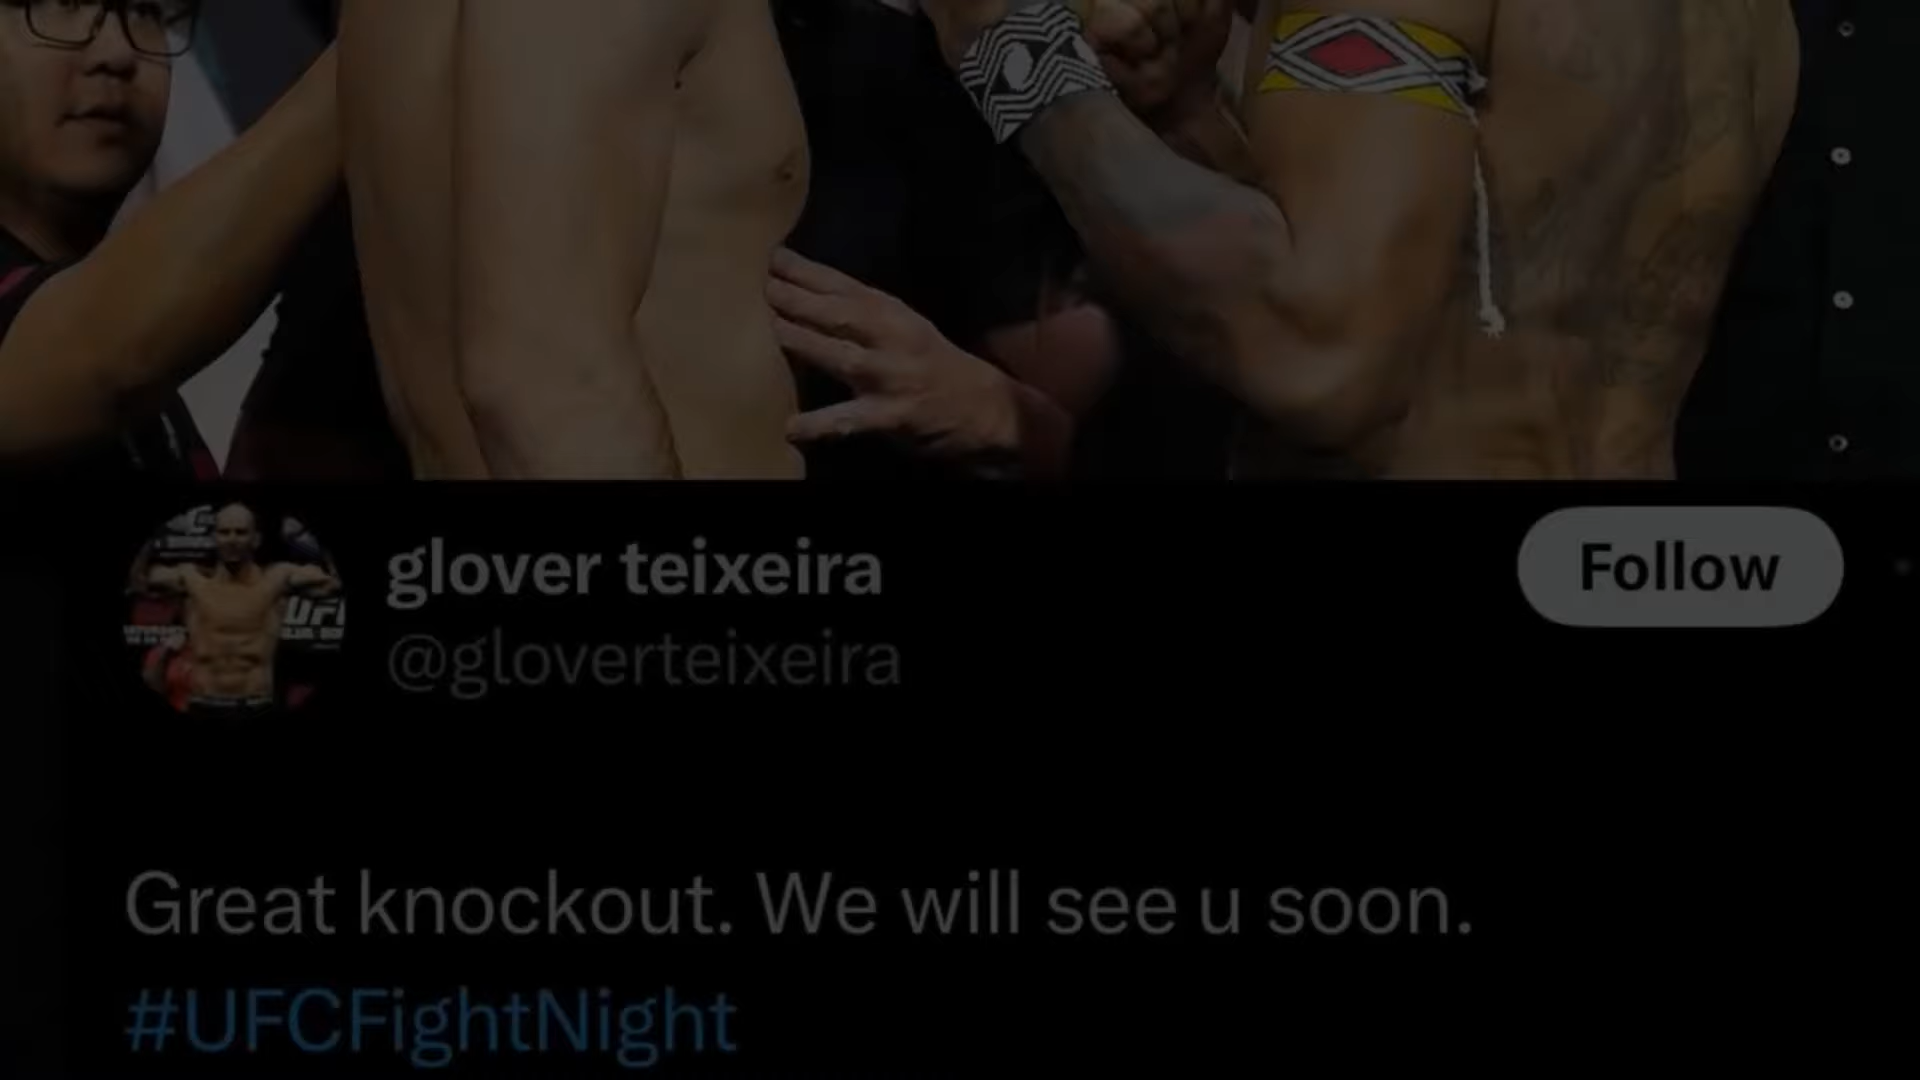 glover teixeira
Follow
@gloverteixeira
Great knockout. We will see u soon.
#UFCFightNight